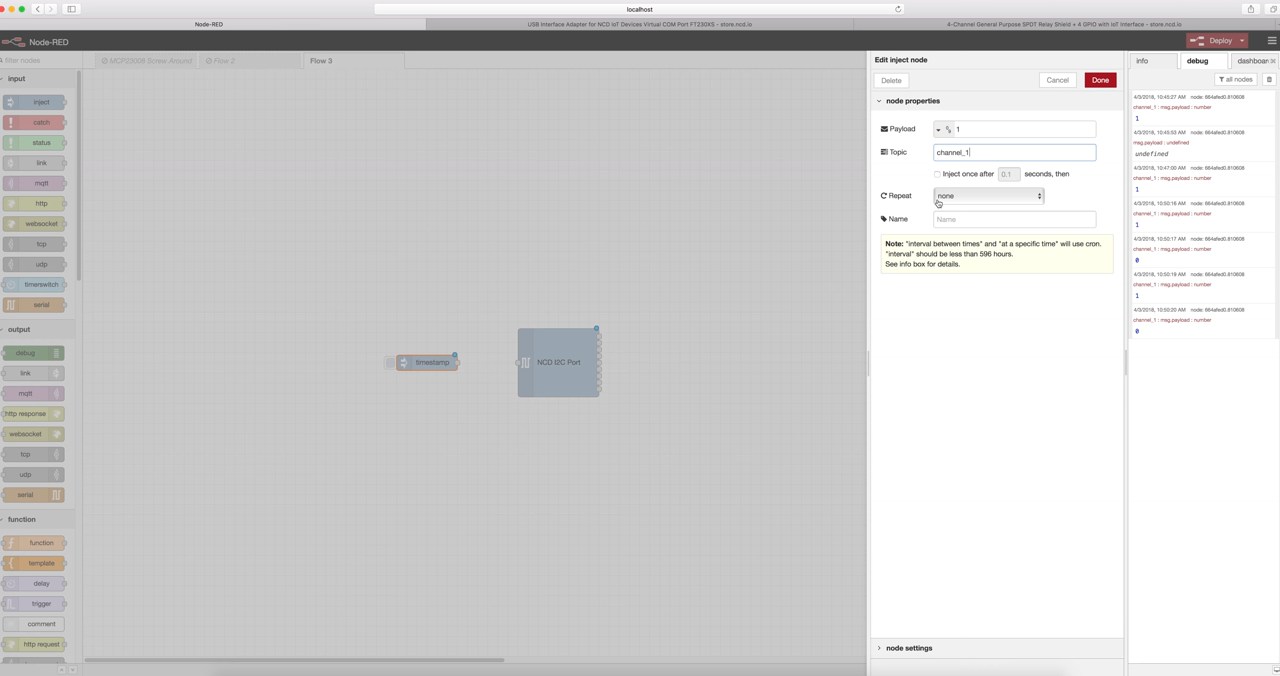 localhost
Node-RED
USB Interface Adapter for NCD IoT Devices Virtual COM Port FT230XS - store.ncd.io
4-Channel General Purpose SPDT Relay Shield + 4 GPIO with IoT Interface - store.ncd.io
Node-RED
Deploy
filter nodes
MCP23008 Screw Around
Flow 2
Flow 3
input
inject
catch
status
link
mqtt
http
websocket
tcp
udp
timerswitch
serial
output
debug
link
mqtt
http response
websocket
tcp
udp
serial
function
function
template
delay
trigger
comment
http request
timestamp
NCD I2C Port
Edit inject node
Delete
Cancel
Done
node properties
Payload
1
Topic
channel_1
Inject once after 0.1 seconds, then
Repeat
none
Name
Name
Note: "interval between times" and "at a specific time" will use cron.
"interval" should be less than 596 hours.
See info box for details.
node settings
info
debug
dashboar
all nodes
4/3/2018, 10:45:27 AM node: 864afed0.810608
channel_1 : msg.payload : number
1
4/3/2018, 10:45:53 AM node: 864afed0.810608
msg.payload : undefined
undefined
4/3/2018, 10:47:00 AM node: 864afed0.810608
channel_1 : msg.payload : number
1
4/3/2018, 10:50:16 AM node: 864afed0.810608
channel_1 : msg.payload : number
1
4/3/2018, 10:50:17 AM node: 864afed0.810608
channel_1 : msg.payload : number
0
4/3/2018, 10:50:19 AM node: 864afed0.810608
channel_1 : msg.payload : number
1
4/3/2018, 10:50:20 AM node: 864afed0.810608
channel_1 : msg.payload : number
0